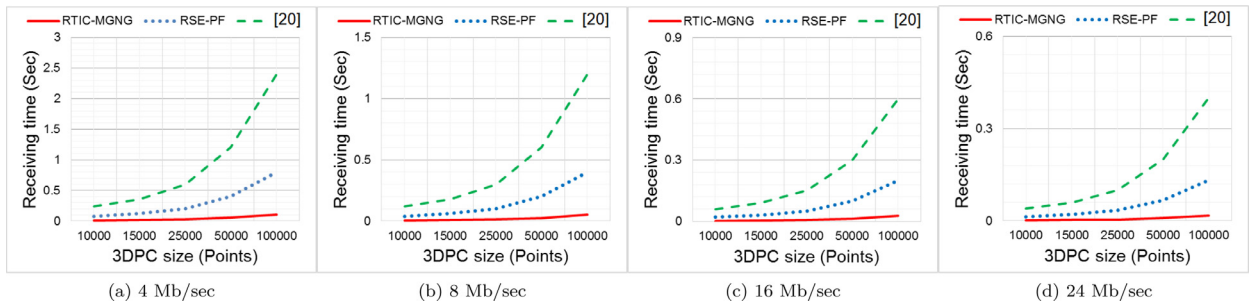 RTIC-MGNG RSE-PF [20]
Receiving time (Sec)
3
2.5
2
1.5
1
0.5
0
10000 15000 25000 50000 100000
3DPC size (Points)
(a) 4 Mb/sec
RTIC-MGNG RSE-PF [20]
Receiving time (Sec)
1.5
1
0.5
0
10000 15000 25000 50000 100000
3DPC size (Points)
(b) 8 Mb/sec
RTIC-MGNG RSE-PF [20]
Receiving time (Sec)
0.9
0.6
0.3
0
10000 15000 25000 50000 100000
3DPC size (Points)
(c) 16 Mb/sec
RTIC-MGNG RSE-PF [20]
Receiving time (Sec)
0.6
0.3
0
10000 15000 25000 50000 100000
3DPC size (Points)
(d) 24 Mb/sec